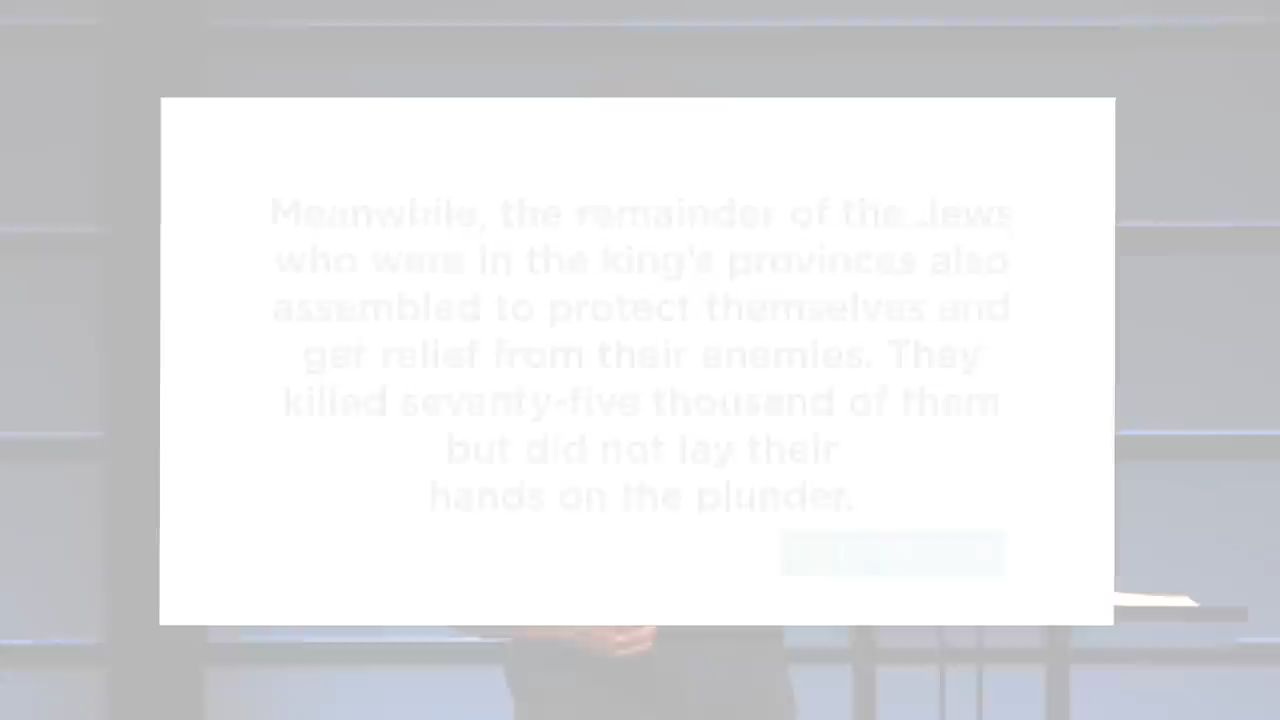 Meanwhile, the remainder of the Jews
who were in the king's provinces also
assembled to protect themselves and
get relief from their enemies. They
killed seventy-five thousand of them
but did not lay their
hands on the plunder.